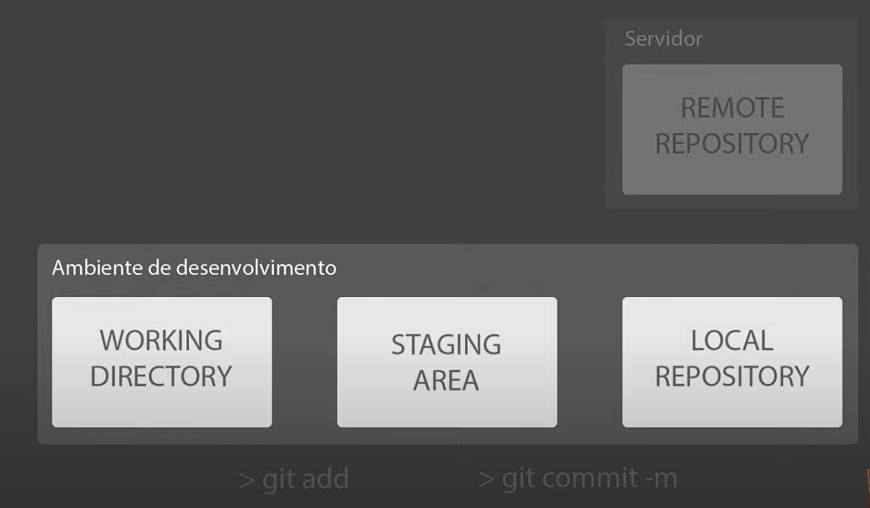 Servidor
REMOTE
REPOSITORY
Ambiente de desenvolvimento
WORKING
DIRECTORY
STAGING
AREA
LOCAL
REPOSITORY
> git add
> git commit -m